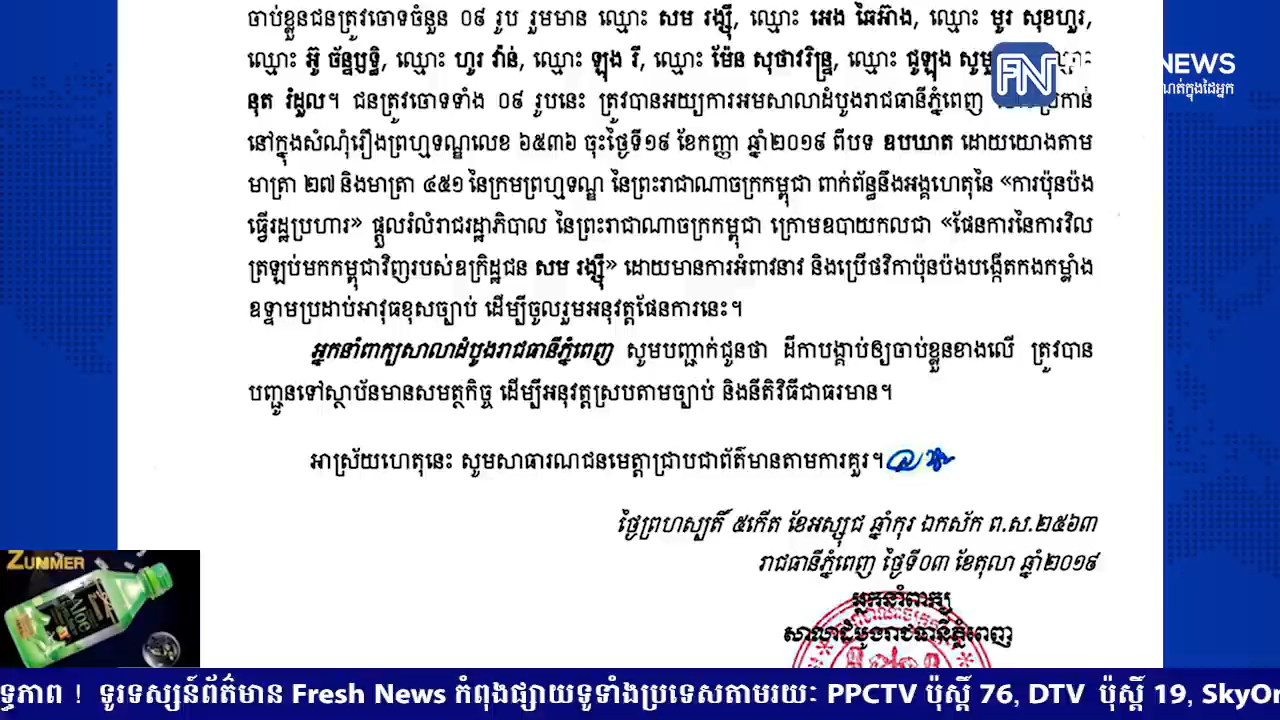 ចាប់ខ្លួនជនត្រូវចោទចំនួន ០៩ រូប រួមមាន ឈ្មោះ សម រង្ស៊ី, ឈ្មោះ អេង ឆៃអ៊ាង, ឈ្មោះ មូរ សុខហួរ,
ឈ្មោះ អ៊ូ ច័ន្ទឫទ្ធិ, ឈ្មោះ ហូរ វ៉ាន់, ឈ្មោះ ឡុង រី, ឈ្មោះ ម៉ែន សុថាវរិន្ទ្រ, ឈ្មោះ ជូឡុង
នុត រំដួល។ ជនត្រូវចោទទាំង ០៩ រូបនេះ ត្រូវបានអយ្យការអមសាលាដំបូងរាជធានីភ្នំពេញ
នៅក្នុងសំណុំរឿងព្រហ្មទណ្ឌលេខ ៦៥៣៦ ចុះថ្ងៃទី១៩ ខែកញ្ញា ឆ្នាំ២០១៩ ពីបទ ឧបឃាត ដោយយោងតាម
មាត្រា ២៧ និងមាត្រា ៤៥១ នៃក្រមព្រហ្មទណ្ឌ នៃព្រះរាជាណាចក្រកម្ពុជា ពាក់ព័ន្ធនឹងអង្គហេតុនៃ «ការប៉ុនប៉ង
ធ្វើរដ្ឋប្រហារ» ផ្តួលរំលំរាជរដ្ឋាភិបាល នៃព្រះរាជាណាចក្រកម្ពុជា ក្រោមឧបាយកលជា «ផែនការនៃការវិល
ត្រឡប់មកកម្ពុជាវិញរបស់ឧក្រិដ្ឋជន សម រង្ស៊ី» ដោយមានការអំពាវនាវ និងប្រើថវិកាប៉ុនប៉ងបង្កើតកងកម្លាំង
ឧទ្ទាមប្រដាប់អាវុធខុសច្បាប់ ដើម្បីចូលរួមអនុវត្តផែនការនេះ។
អ្នកនាំពាក្យសាលាដំបូងរាជធានីភ្នំពេញ សូមបញ្ជាក់ជូនថា ដីកាបង្គាប់ឲ្យចាប់ខ្លួនខាងលើ ត្រូវបាន
បញ្ជូនទៅស្ថាប័នមានសមត្ថកិច្ច ដើម្បីអនុវត្តស្របតាមច្បាប់ និងនីតិវិធីជាធរមាន។
អាស្រ័យហេតុនេះ សូមសាធារណជនមេត្តាជ្រាបជាព័ត៌មានតាមការគួរ។
ថ្ងៃព្រហស្បតិ៍ ៥កើត ខែអស្សុជ ឆ្នាំកុរ ឯកស័ក ព.ស.២៥៦៣
រាជធានីភ្នំពេញ ថ្ងៃទី០៣ ខែតុលា ឆ្នាំ២០១៩
អ្នកនាំពាក្យ
សាលាដំបូងរាជធានីភ្នំពេញ
FN
NEWS
ZUNMER
Aloe
ទ្ធភាព ! ទូរទស្សន៍ព័ត៌មាន Fresh News កំពុងផ្សាយទូទាំងប្រទេសតាមរយៈ PPCTV ប៉ុស្តិ៍ 76, DTV ប៉ុស្តិ៍ 19, SkyOn